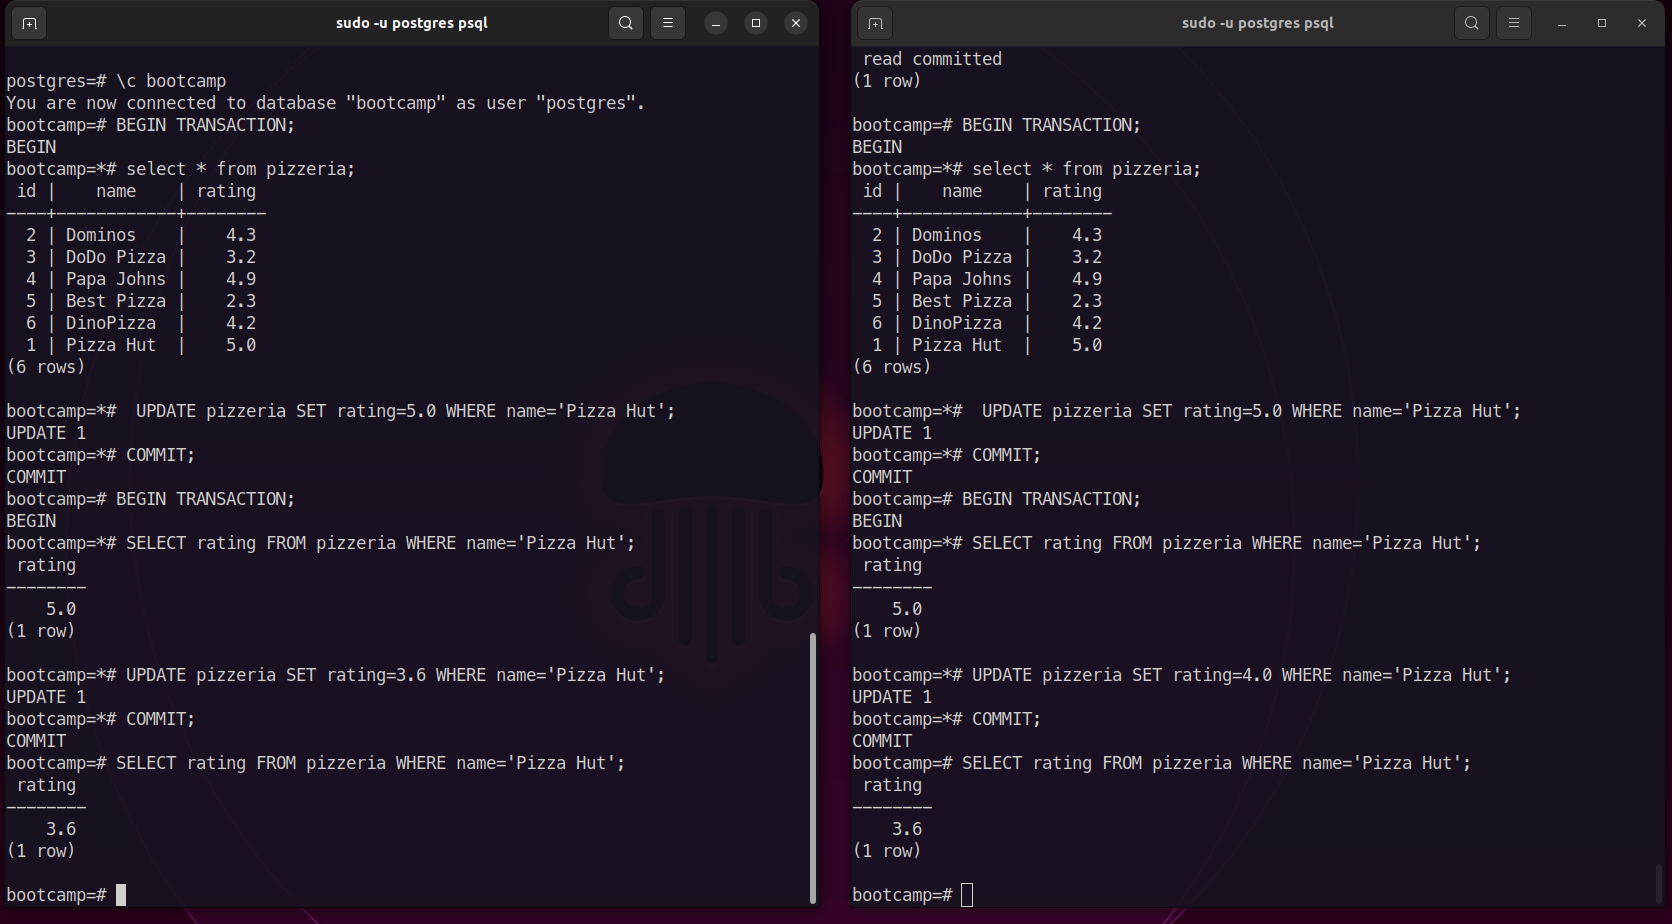 sudo -u postgres psql
postgres=# \c bootcamp
You are now connected to database "bootcamp" as user "postgres".
bootcamp=# BEGIN TRANSACTION;
BEGIN
bootcamp=*# select * from pizzeria;
 id |    name    | rating
----+------------+--------
  2 | Dominos    |    4.3
  3 | DoDo Pizza |    3.2
  4 | Papa Johns |    4.9
  5 | Best Pizza |    2.3
  6 | DinoPizza  |    4.2
  1 | Pizza Hut  |    5.0
(6 rows)
bootcamp=*#  UPDATE pizzeria SET rating=5.0 WHERE name='Pizza Hut';
UPDATE 1
bootcamp=*# COMMIT;
COMMIT
bootcamp=# BEGIN TRANSACTION;
BEGIN
bootcamp=*# SELECT rating FROM pizzeria WHERE name='Pizza Hut';
 rating
--------
    5.0
(1 row)
bootcamp=*# UPDATE pizzeria SET rating=3.6 WHERE name='Pizza Hut';
UPDATE 1
bootcamp=*# COMMIT;
COMMIT
bootcamp=# SELECT rating FROM pizzeria WHERE name='Pizza Hut';
 rating
--------
    3.6
(1 row)
bootcamp=#
sudo -u postgres psql
 read committed
(1 row)
bootcamp=# BEGIN TRANSACTION;
BEGIN
bootcamp=*# select * from pizzeria;
 id |    name    | rating
----+------------+--------
  2 | Dominos    |    4.3
  3 | DoDo Pizza |    3.2
  4 | Papa Johns |    4.9
  5 | Best Pizza |    2.3
  6 | DinoPizza  |    4.2
  1 | Pizza Hut  |    5.0
(6 rows)
bootcamp=*#  UPDATE pizzeria SET rating=5.0 WHERE name='Pizza Hut';
UPDATE 1
bootcamp=*# COMMIT;
COMMIT
bootcamp=# BEGIN TRANSACTION;
BEGIN
bootcamp=*# SELECT rating FROM pizzeria WHERE name='Pizza Hut';
 rating
--------
    5.0
(1 row)
bootcamp=*# UPDATE pizzeria SET rating=4.0 WHERE name='Pizza Hut';
UPDATE 1
bootcamp=*# COMMIT;
COMMIT
bootcamp=# SELECT rating FROM pizzeria WHERE name='Pizza Hut';
 rating
--------
    3.6
(1 row)
bootcamp=#